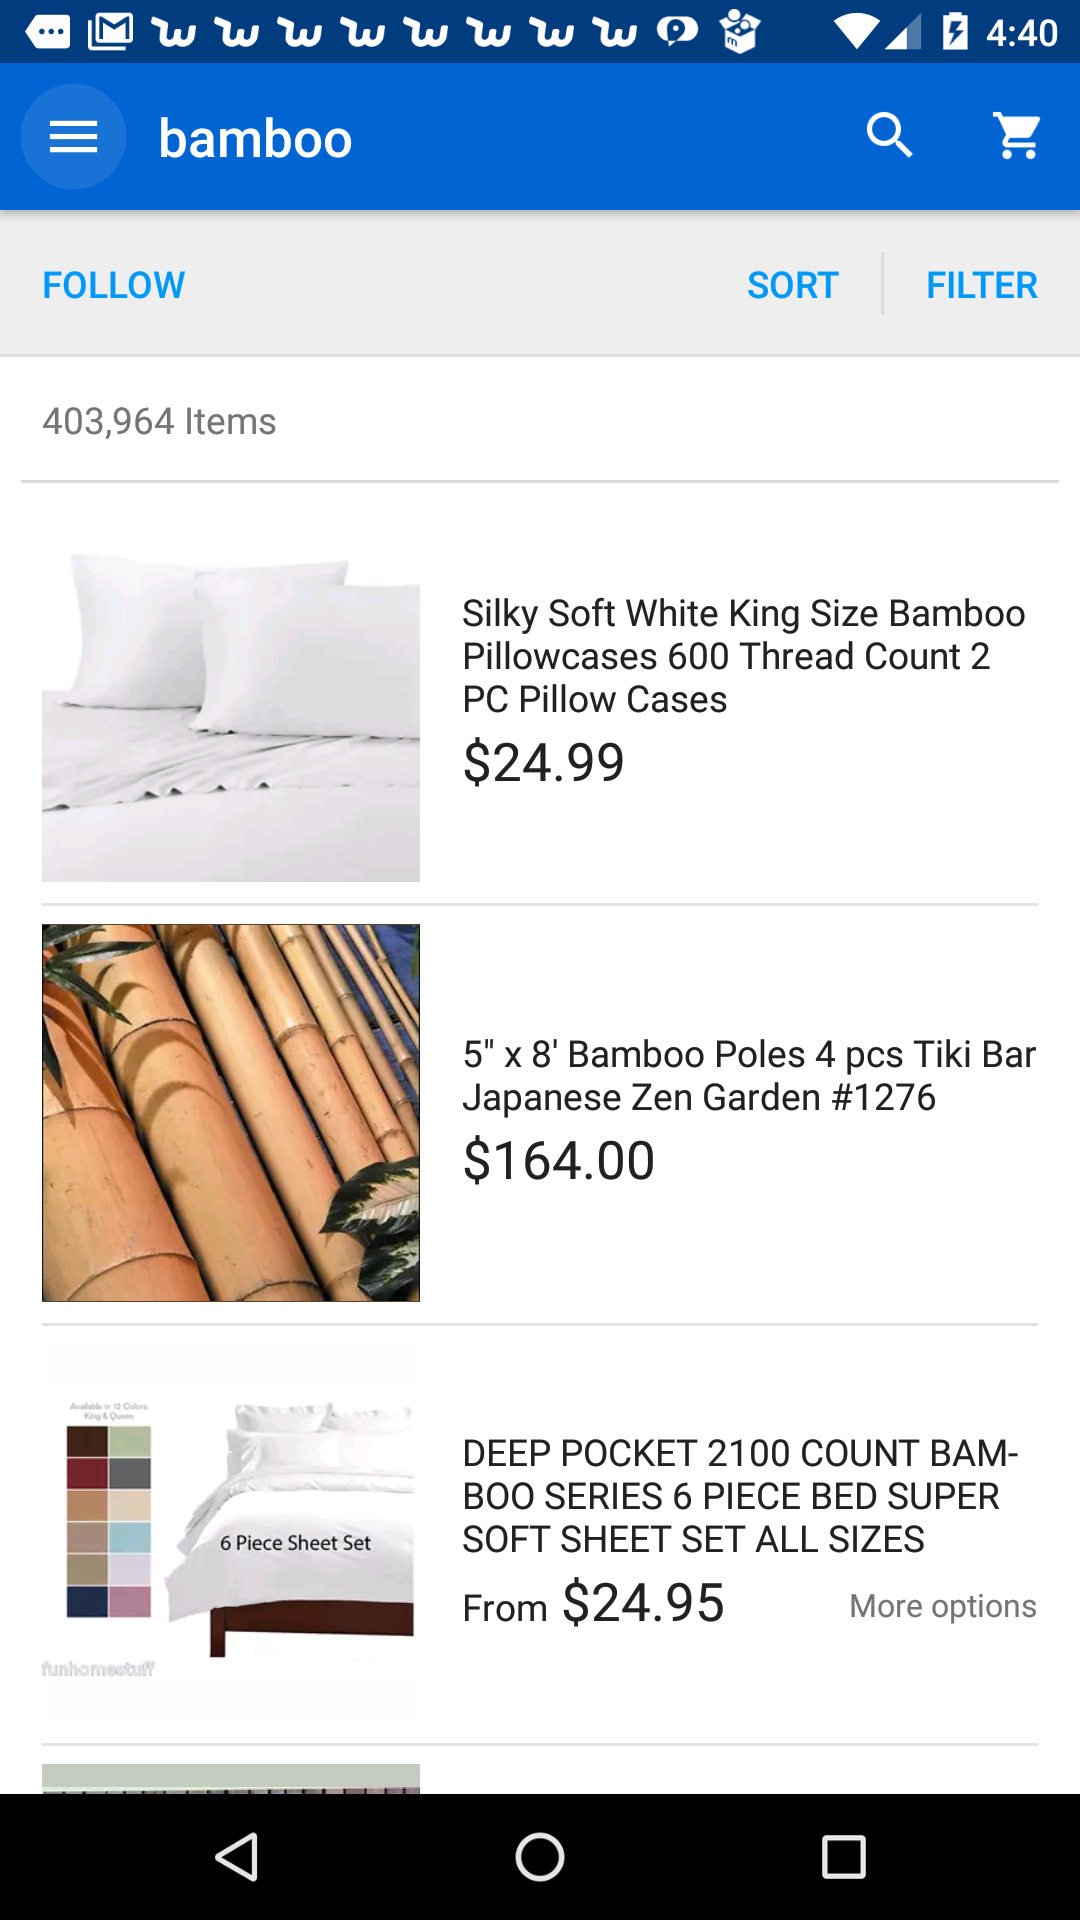 4:40
bamboo
FOLLOW
SORT
FILTER
403,964 Items
Silky Soft White King Size Bamboo
Pillowcases 600 Thread Count 2
PC Pillow Cases
$24.99
5" x 8' Bamboo Poles 4 pcs Tiki Bar
Japanese Zen Garden #1276
$164.00
Available in 12 Colors
King & Queen
6 Piece Sheet Set
funhomestuff
DEEP POCKET 2100 COUNT BAM-
BOO SERIES 6 PIECE BED SUPER
SOFT SHEET SET ALL SIZES
From $24.95
More options